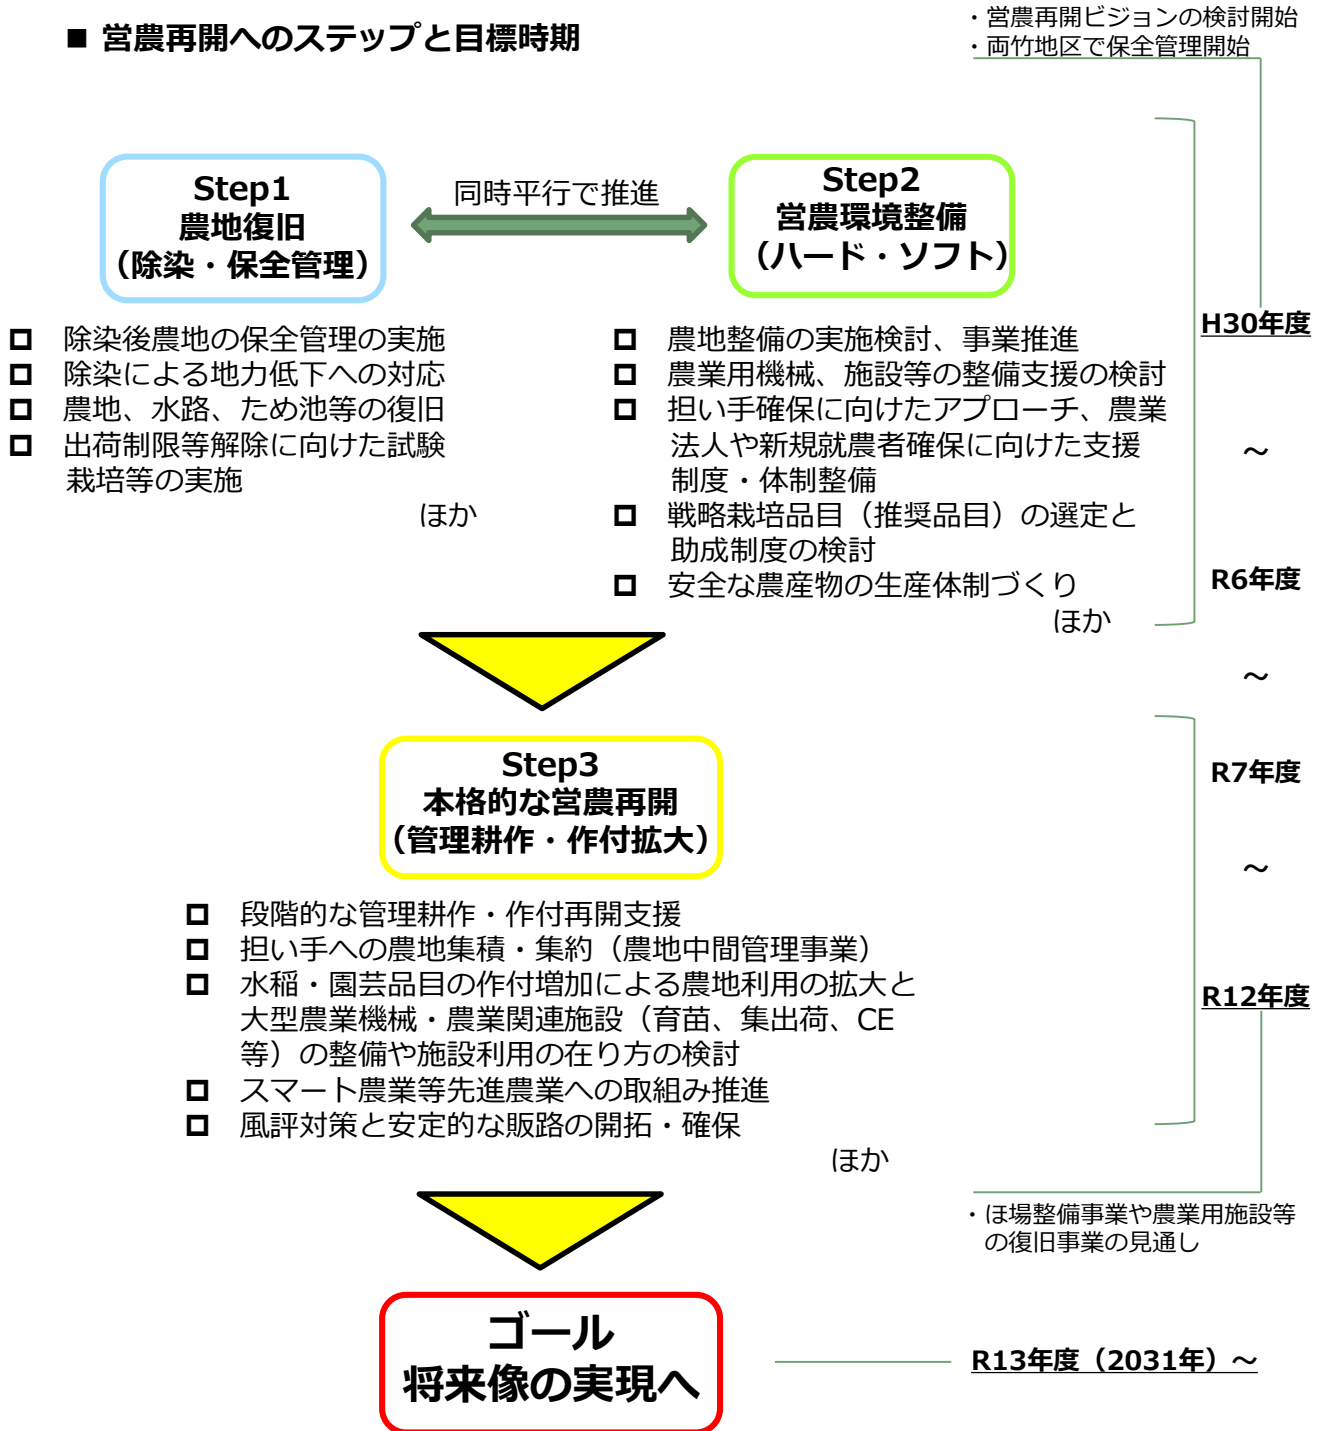 ■ 営農再開へのステップと目標時期
・営農再開ビジョンの検討開始
・両竹地区で保全管理開始
Step1
農地復旧
（除染・保全管理）
同時平行で推進
Step2
営農環境整備
（ハード・ソフト）
除染後農地の保全管理の実施
除染による地力低下への対応
農地、水路、ため池等の復旧
出荷制限等解除に向けた試験
栽培等の実施
ほか
農地整備の実施検討、事業推進
農業用機械、施設等の整備支援の検討
担い手確保に向けたアプローチ、農業
法人や新規就農者確保に向けた支援
制度・体制整備
戦略栽培品目（推奨品目）の選定と
助成制度の検討
安全な農産物の生産体制づくり
ほか
H30年度
～
R6年度
～
Step3
本格的な営農再開
（管理耕作・作付拡大）
段階的な管理耕作・作付再開支援
担い手への農地集積・集約（農地中間管理事業）
水稲・園芸品目の作付増加による農地利用の拡大と
大型農業機械・農業関連施設（育苗、集出荷、CE
等）の整備や施設利用の在り方の検討
スマート農業等先進農業への取組み推進
風評対策と安定的な販路の開拓・確保
ほか
R7年度
～
R12年度
・ほ場整備事業や農業用施設等
の復旧事業の見通し
ゴール
将来像の実現へ
R13年度（2031年）～